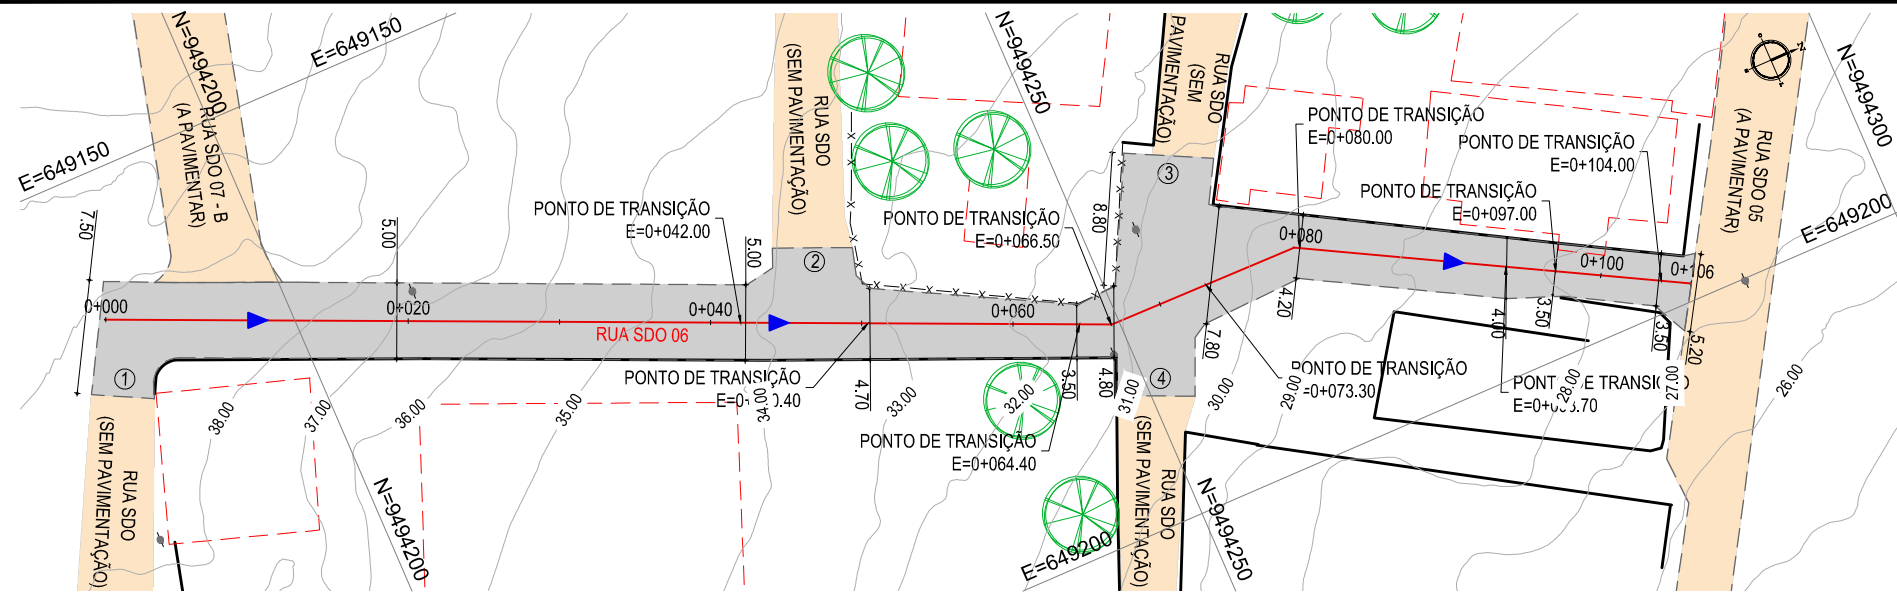 N=9494200
E=649150
RUA SDO 07 - B
(A PAVIMENTAR)
E=649150
7.50
5.00
PONTO DE TRANSIÇÃO
E=0+042.00
5.00
RUA SDO
(SEM PAVIMENTAÇÃO)
N=9494250
PONTO DE TRANSIÇÃO
E=0+066.50
8.80
RUA SDO
(SEM
PAVIMENTAÇÃO)
PONTO DE TRANSIÇÃO
E=0+080.00
PONTO DE TRANSIÇÃO
E=0+104.00
PONTO DE TRANSIÇÃO
E=0+097.00
RUA SDO 05
(A PAVIMENTAR)
N
N=9494300
E=649200
0+000
0+020
0+040
0+060
0+080
0+100
0+106
RUA SDO 06
1
2
3
4
PONTO DE TRANSIÇÃO
4.70
3.50
4.80
7.80
4.20
4.00
3.50
3.50
5.20
PONTO DE TRANSIÇÃO
E=0+064.40
PONTO DE TRANSIÇÃO
=0+073.30
38.00
37.00
36.00
35.00
34.00
33.00
32.00
31.00
30.00
29.00
28.00
27.00
26.00
RUA SDO
(SEM PAVIMENTAÇÃO)
N=9494200
E=649200
RUA SDO
(SEM PAVIMENTAÇÃO)
N=9494250